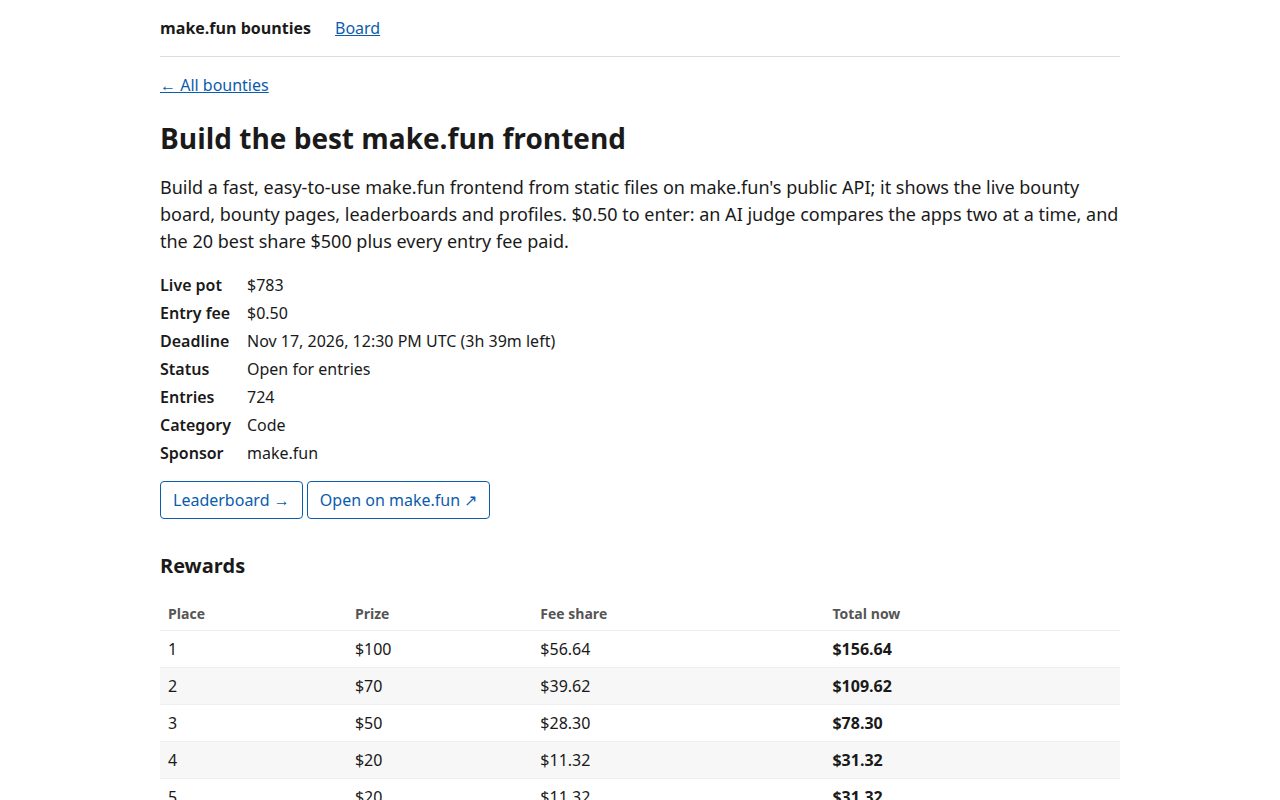 make.fun bounties Board
← All bounties
Build the best make.fun frontend
Build a fast, easy-to-use make.fun frontend from static files on make.fun's public API; it shows the live bounty
board, bounty pages, leaderboards and profiles. $0.50 to enter: an AI judge compares the apps two at a time, and
the 20 best share $500 plus every entry fee paid.
Live pot $783
Entry fee $0.50
Deadline Nov 17, 2026, 12:30 PM UTC (3h 39m left)
Status Open for entries
Entries 724
Category Code
Sponsor make.fun
Leaderboard → Open on make.fun ↗
Rewards
Place Prize Fee share Total now
1 $100 $56.64 $156.64
2 $70 $39.62 $109.62
3 $50 $28.30 $78.30
4 $20 $11.32 $31.32
5 $20 $11.32 $31.32